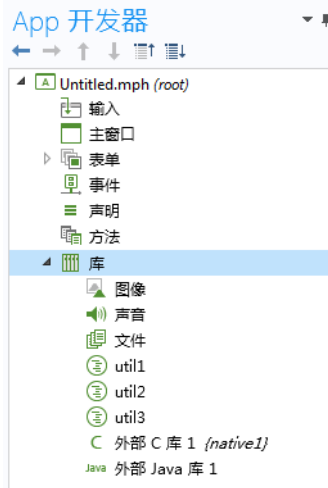 App 开发器
A Untitled.mph (root)
输入
主窗口
表单
事件
声明
方法
库
图像
声音
文件
util1
util2
util3
C 外部 C 库 1 {native1}
Java 外部 Java 库 1